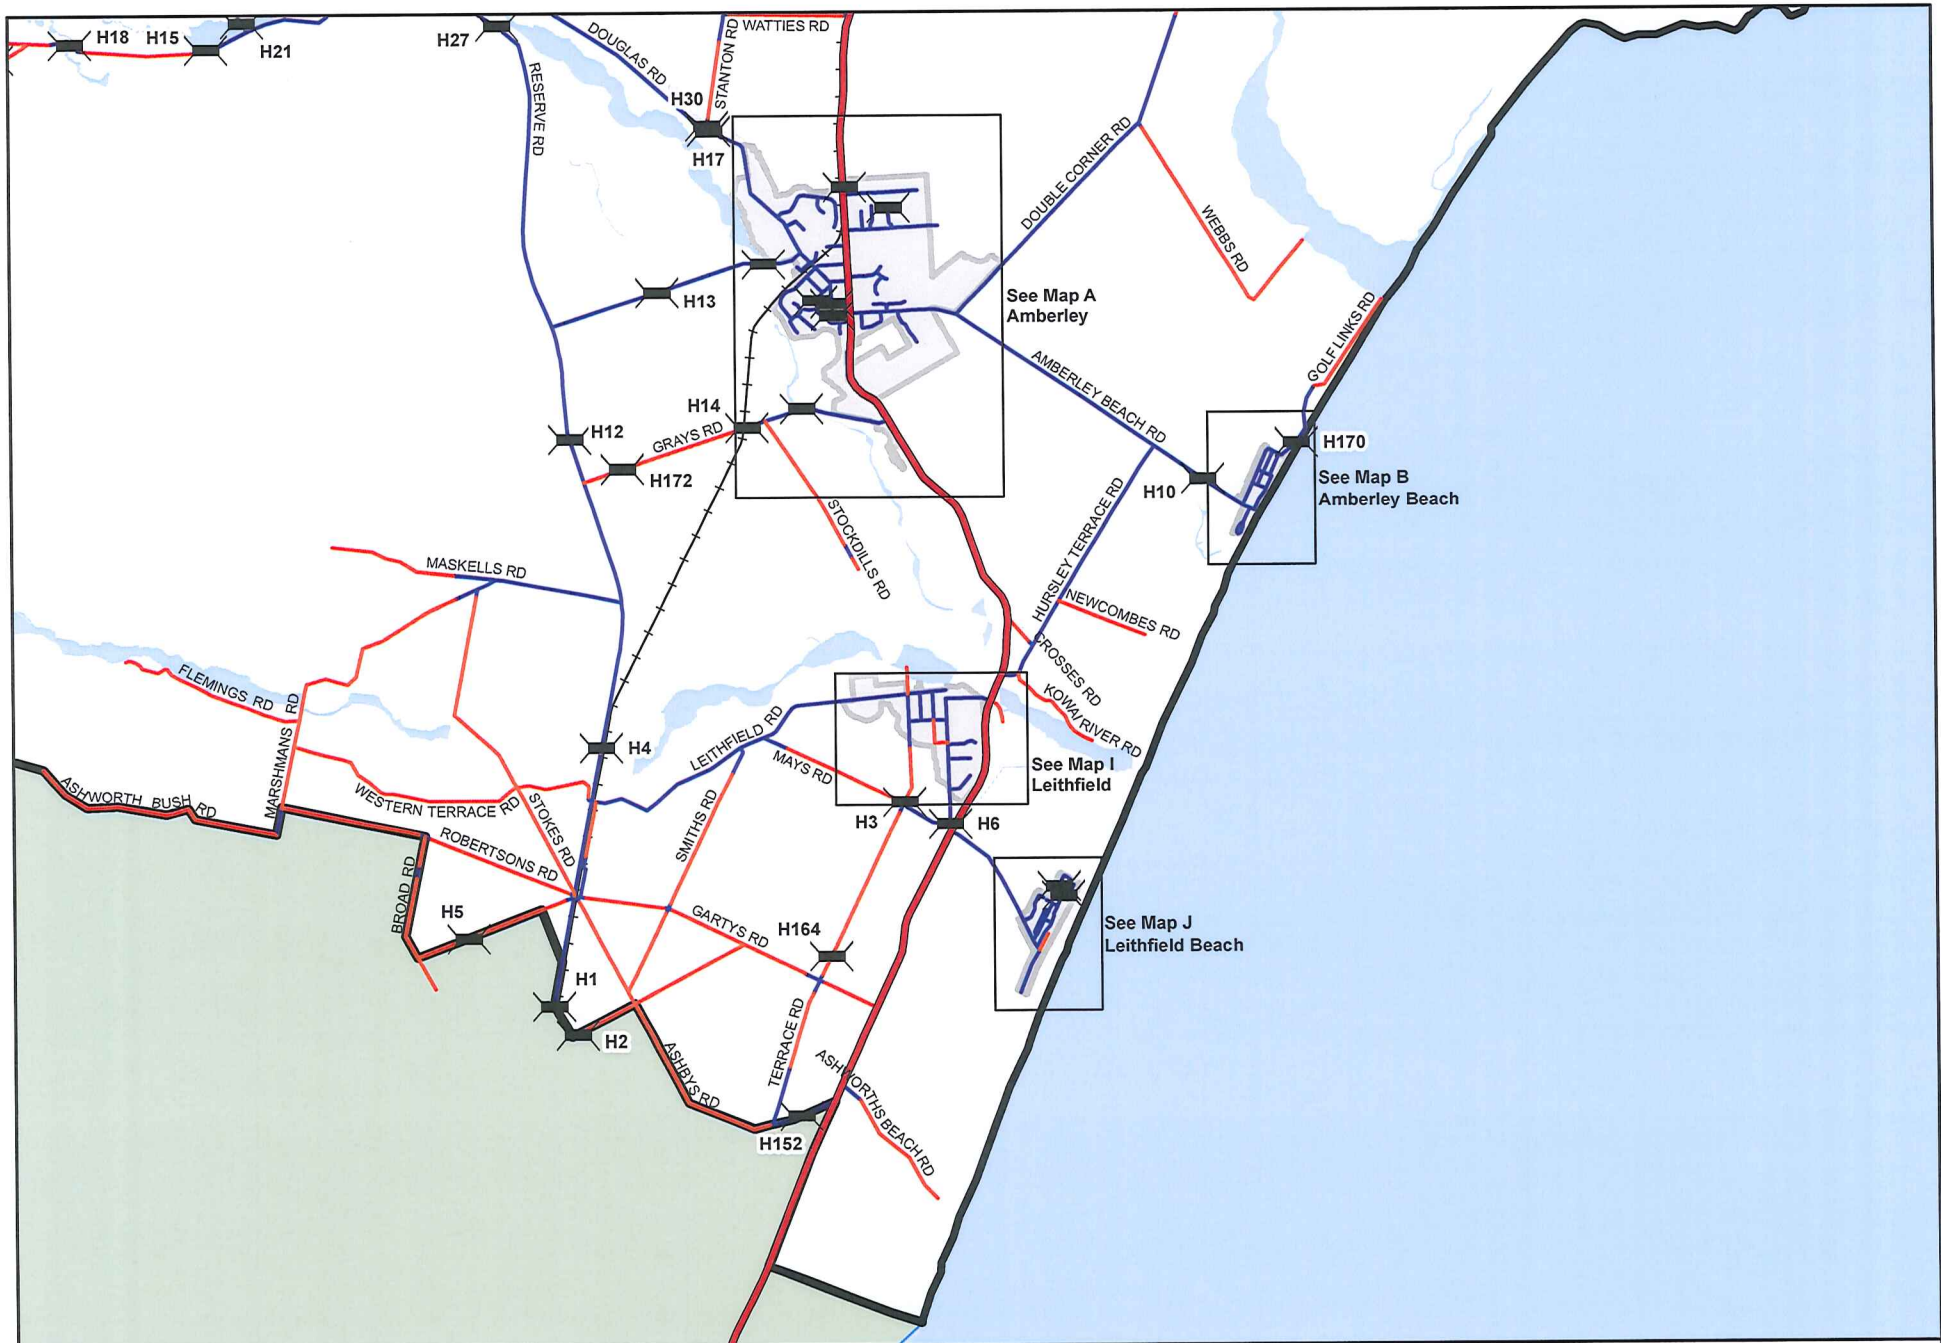 H18
H15
H21
H27
DOUGLAS RD
STANTON RD
WATTIES RD
RESERVE RD
H30
H17
DOUBLE CORNER RD
WEBBS RD
H13
See Map A
Amberley
GOLF LINKS RD
AMBERLEY BEACH RD
H14
H12
GRAYS RD
H172
H170
See Map B
Amberley Beach
H10
STOCKDILLS RD
HURSLEY TERRACE RD
MASKELLS RD
NEWCOMBES RD
CROSSES RD
FLEMINGS RD
KOWAI RIVER RD
MARSHMANS RD
H4
LEITHFIELD RD
MAYS RD
See Map I
Leithfield
ASHWORTH BUSH RD
WESTERN TERRACE RD
STOKES RD
SMITHS RD
H3
H6
ROBERTSONS RD
BROAD RD
H5
GARTYS RD
H164
See Map J
Leithfield Beach
H1
H2
TERRACE RD
ASHBYS RD
ASHWORTHS BEACH RD
H152